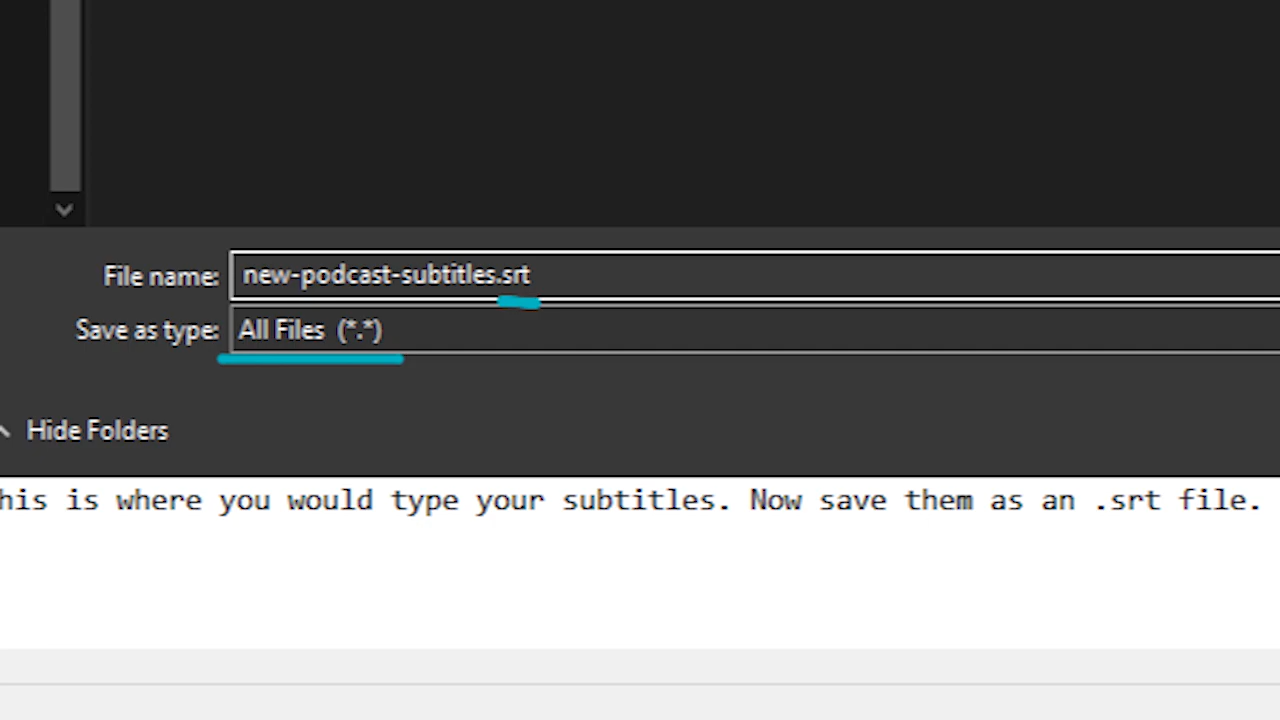 File name: new-podcast-subtitles.srt
Save as type: All Files (*.*)
Hide Folders
his is where you would type your subtitles. Now save them as an .srt file.